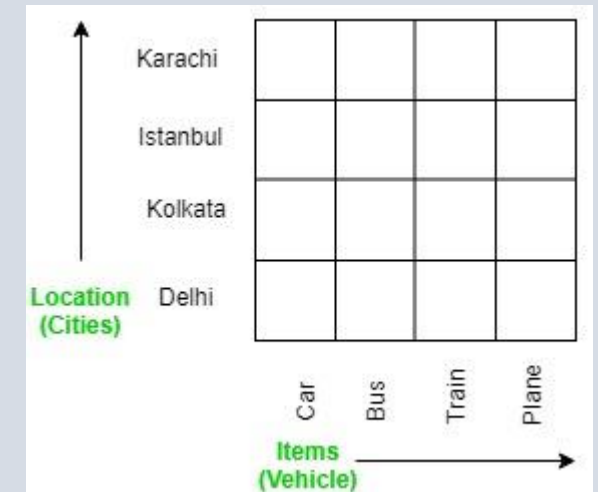 Karachi
Istanbul
Kolkata
Location
(Cities)
Delhi
Car
Bus
Train
Plane
Items
(Vehicle)